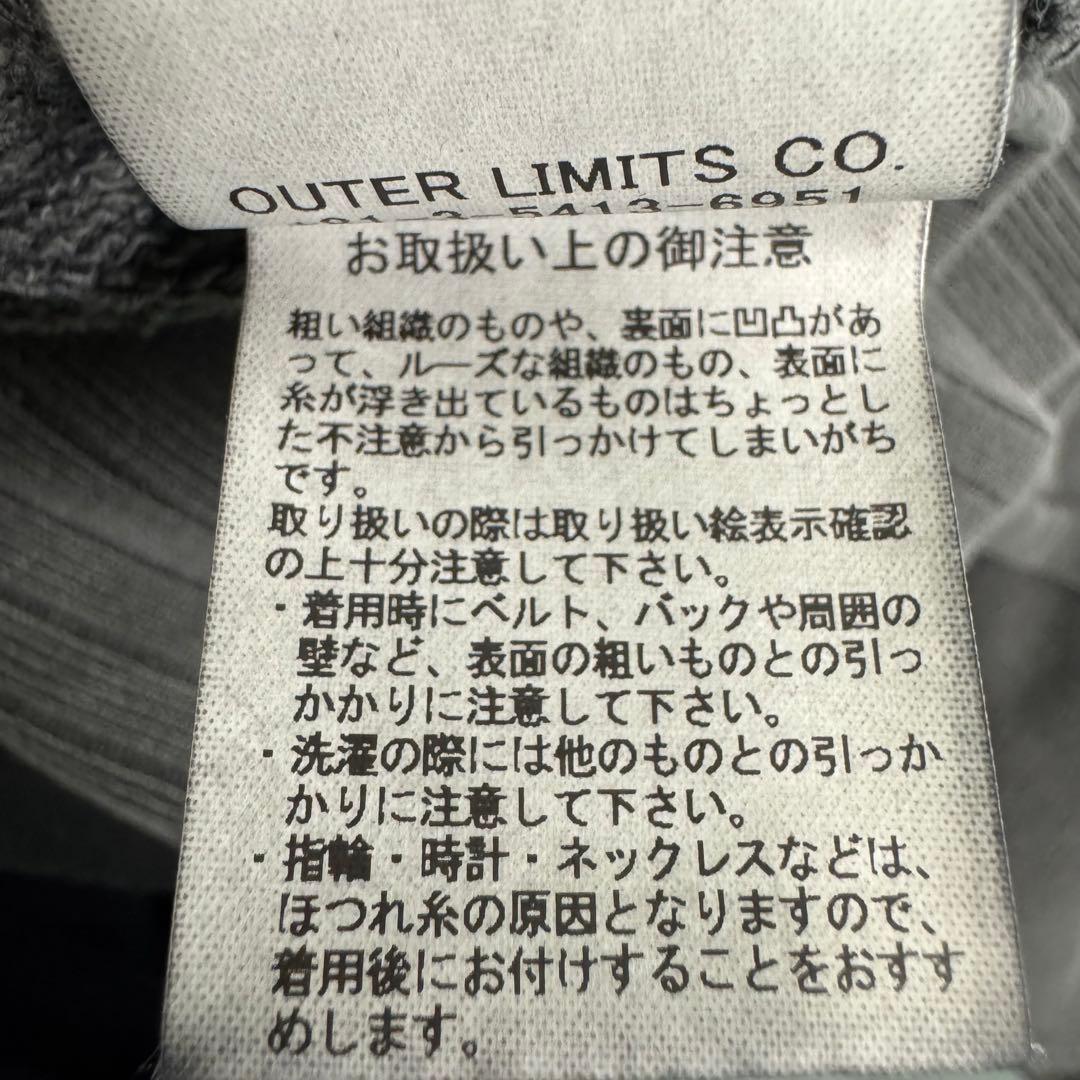 OUTER LIMITS CO.
81-3-5413-6951
お取扱い上の御注意
粗い組織のものや、裏面に凹凸があ
って、ルーズな組織のもの、表面に
糸が浮き出ているものはちょっとし
た不注意から引っかけてしまいがち
です。
取り扱いの際は取り扱い絵表示確認
の上十分注意して下さい。
・着用時にベルト、バックや周囲の
壁など、表面の粗いものとの引っ
かかりに注意して下さい。
・洗濯の際には他のものとの引っか
かりに注意して下さい。
・指輪・時計・ネックレスなどは、
ほつれ糸の原因となりますので、
着用後にお付けすることをおすす
めします。